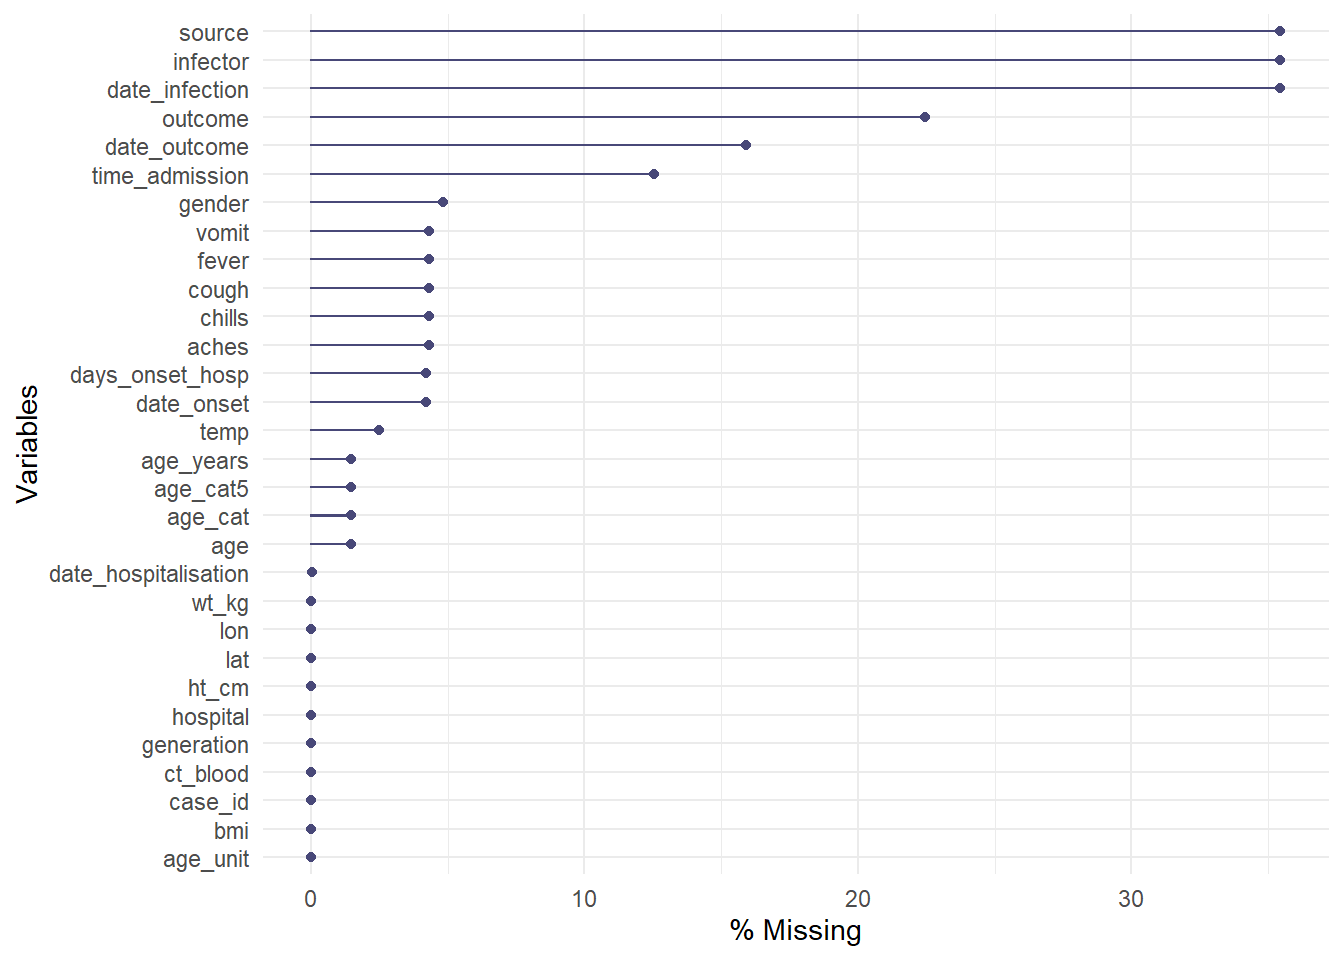 source
infector
date_infection
outcome
date_outcome
time_admission
gender
vomit
fever
cough
chills
aches
days_onset_hosp
date_onset
temp
age_years
age_cat5
age_cat
age
date_hospitalisation
wt_kg
lon
lat
ht_cm
hospital
generation
ct_blood
case_id
bmi
age_unit
Variables
0 10 20 30
% Missing